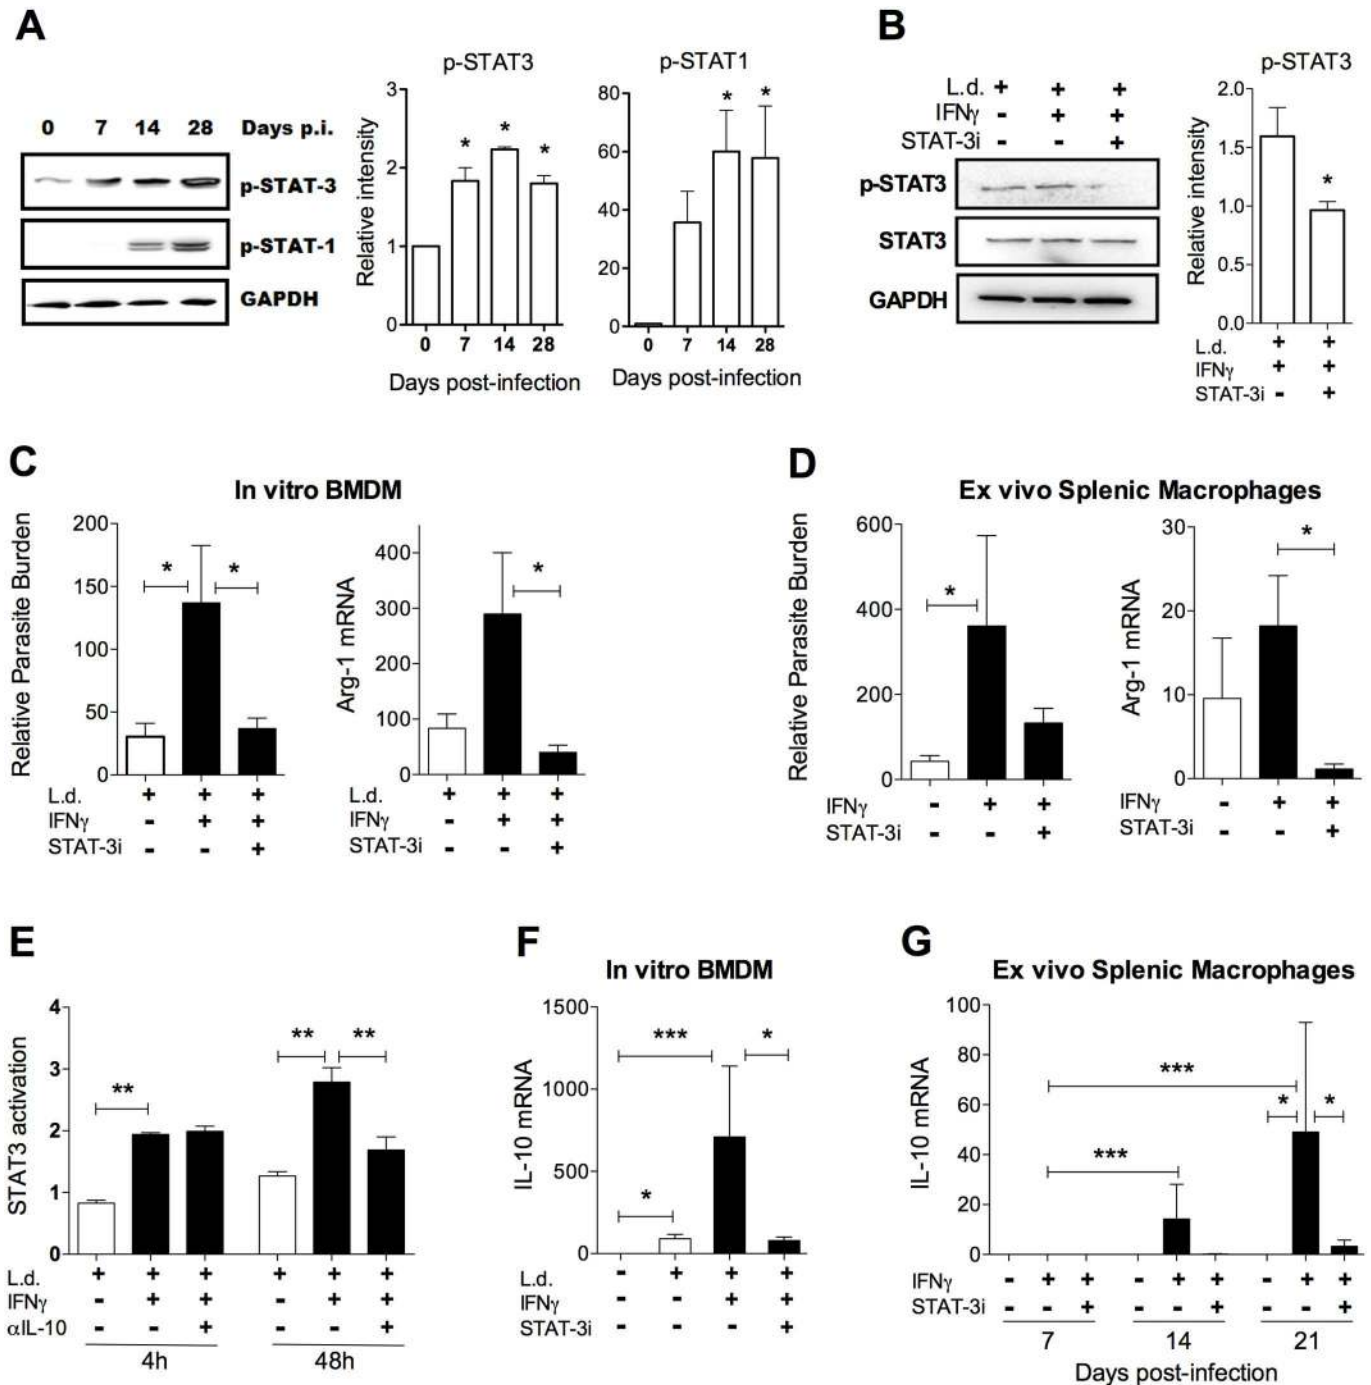 A
0 7 14 28 Days p.i.
p-STAT-3
p-STAT-1
GAPDH
p-STAT3
Relative intensity
3
2
1
0
0 7 14 28
* * *
Days post-infection
p-STAT1
80
60
40
20
0
0 7 14 28
* *
Days post-infection
B
L.d. + + +
IFNγ - + +
STAT-3i - - +
p-STAT3
STAT3
GAPDH
p-STAT3
Relative intensity
2.0
1.5
1.0
0.5
0.0
*
L.d. + +
IFNγ + +
STAT-3i - +
C
In vitro BMDM
Relative Parasite Burden
200
150
100
50
0
* *
L.d. + + +
IFNγ - + +
STAT-3i - - +
Arg-1 mRNA
400
300
200
100
0
*
L.d. + + +
IFNγ - + +
STAT-3i - - +
D
Ex vivo Splenic Macrophages
Relative Parasite Burden
600
400
200
0
*
IFNγ - + +
STAT-3i - - +
Arg-1 mRNA
30
20
10
0
*
IFNγ - + +
STAT-3i - - +
E
STAT3 activation
4
3
2
1
0
** ** **
L.d. + + + + + +
IFNγ - + + - + +
αIL-10 - - + - - +
4h 48h
F
In vitro BMDM
IL-10 mRNA
1500
1000
500
0
*** *
*
L.d. - + + +
IFNγ - - + +
STAT-3i - - - +
G
Ex vivo Splenic Macrophages
IL-10 mRNA
100
80
60
40
20
0
***
* *
***
IFNγ - + + - + + - + +
STAT-3i - - + - - + - - +
7 14 21
Days post-infection